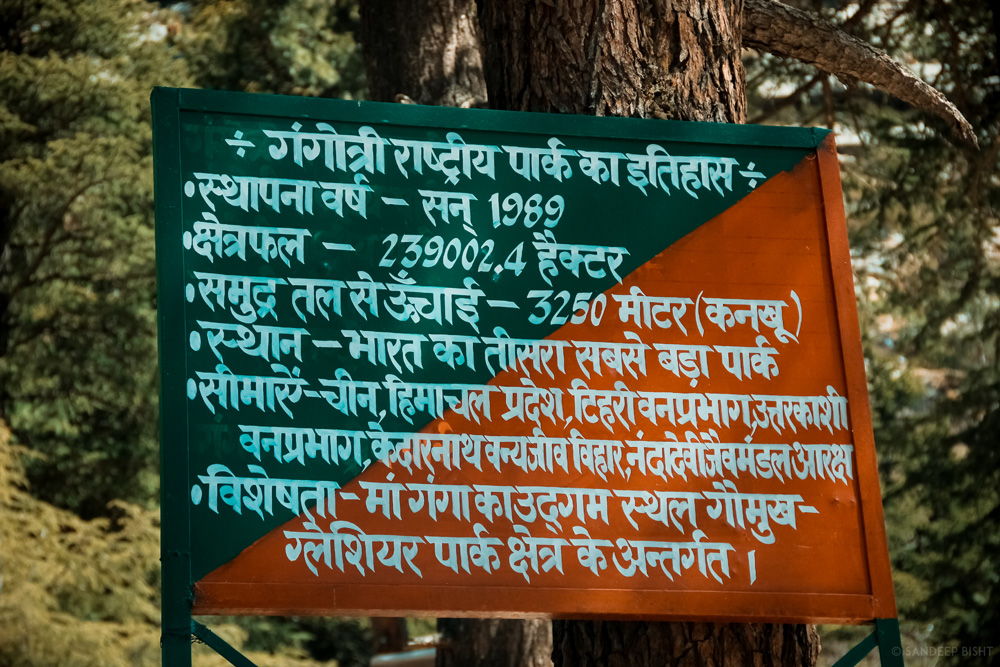 ÷ गंगोत्री राष्ट्रीय पार्क का इतिहास ÷
•स्थापना वर्ष – सन् 1989
•क्षेत्रफल – 239002.4 हैक्टर
•समुद्र तल से ऊँचाई – 3250 मीटर (कनखू)
•स्थान – भारत का तीसरा सबसे बड़ा पार्क
•सीमायें – चीन, हिमाचल प्रदेश, टिहरी वनप्रभाग, उत्तरकाशी
वनप्रभाग, केदारनाथ वन्यजीव विहार, नंदादेवी जैवमंडल आरक्ष
•विशेषता – मां गंगा का उद्गम स्थल गौमुख –
ग्लेशियर पार्क क्षेत्र के अन्तर्गत ।
© SANDEEP BISHT